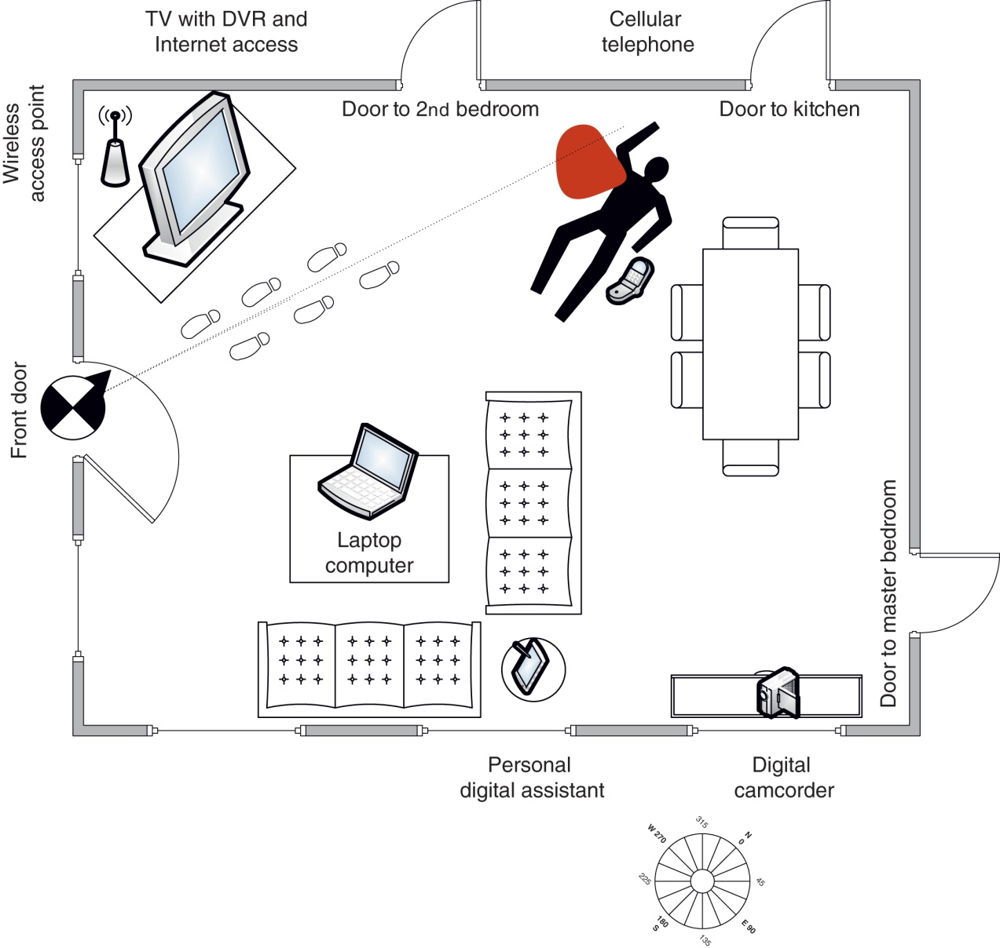 TV with DVR and
Internet access
Cellular
telephone
Wireless
access point
Door to 2nd bedroom
Door to kitchen
Front door
Laptop
computer
Door to master bedroom
Personal
digital assistant
Digital
camcorder
315
W 270
N
0
225
45
180
S
E 90
135